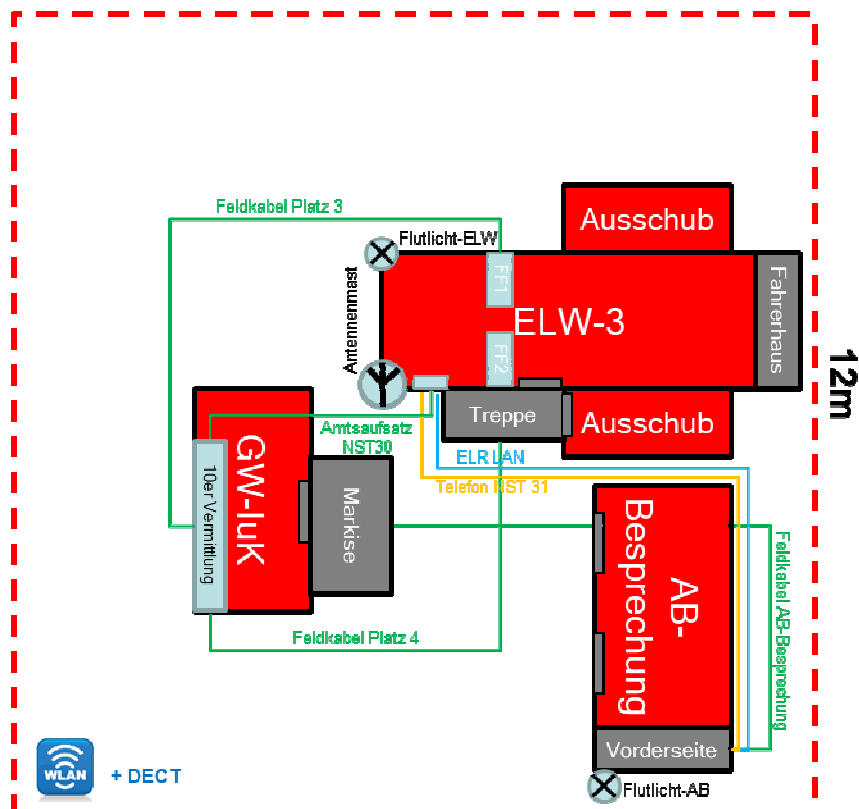 Feldkabel Platz 3
Ausschub
Flutlicht-ELW
Antennenmast
FF1
ELW-3
Fahrerhaus
FF2
12m
Treppe
Ausschub
Amtsaufsatz
NST30
ELR LAN
Telefon NST 31
GW-IuK
10er Vermittlung
Markise
AB-
Besprechung
Feldkabel AB-Besprechung
Feldkabel Platz 4
Vorderseite
WLAN
+ DECT
Flutlicht-AB